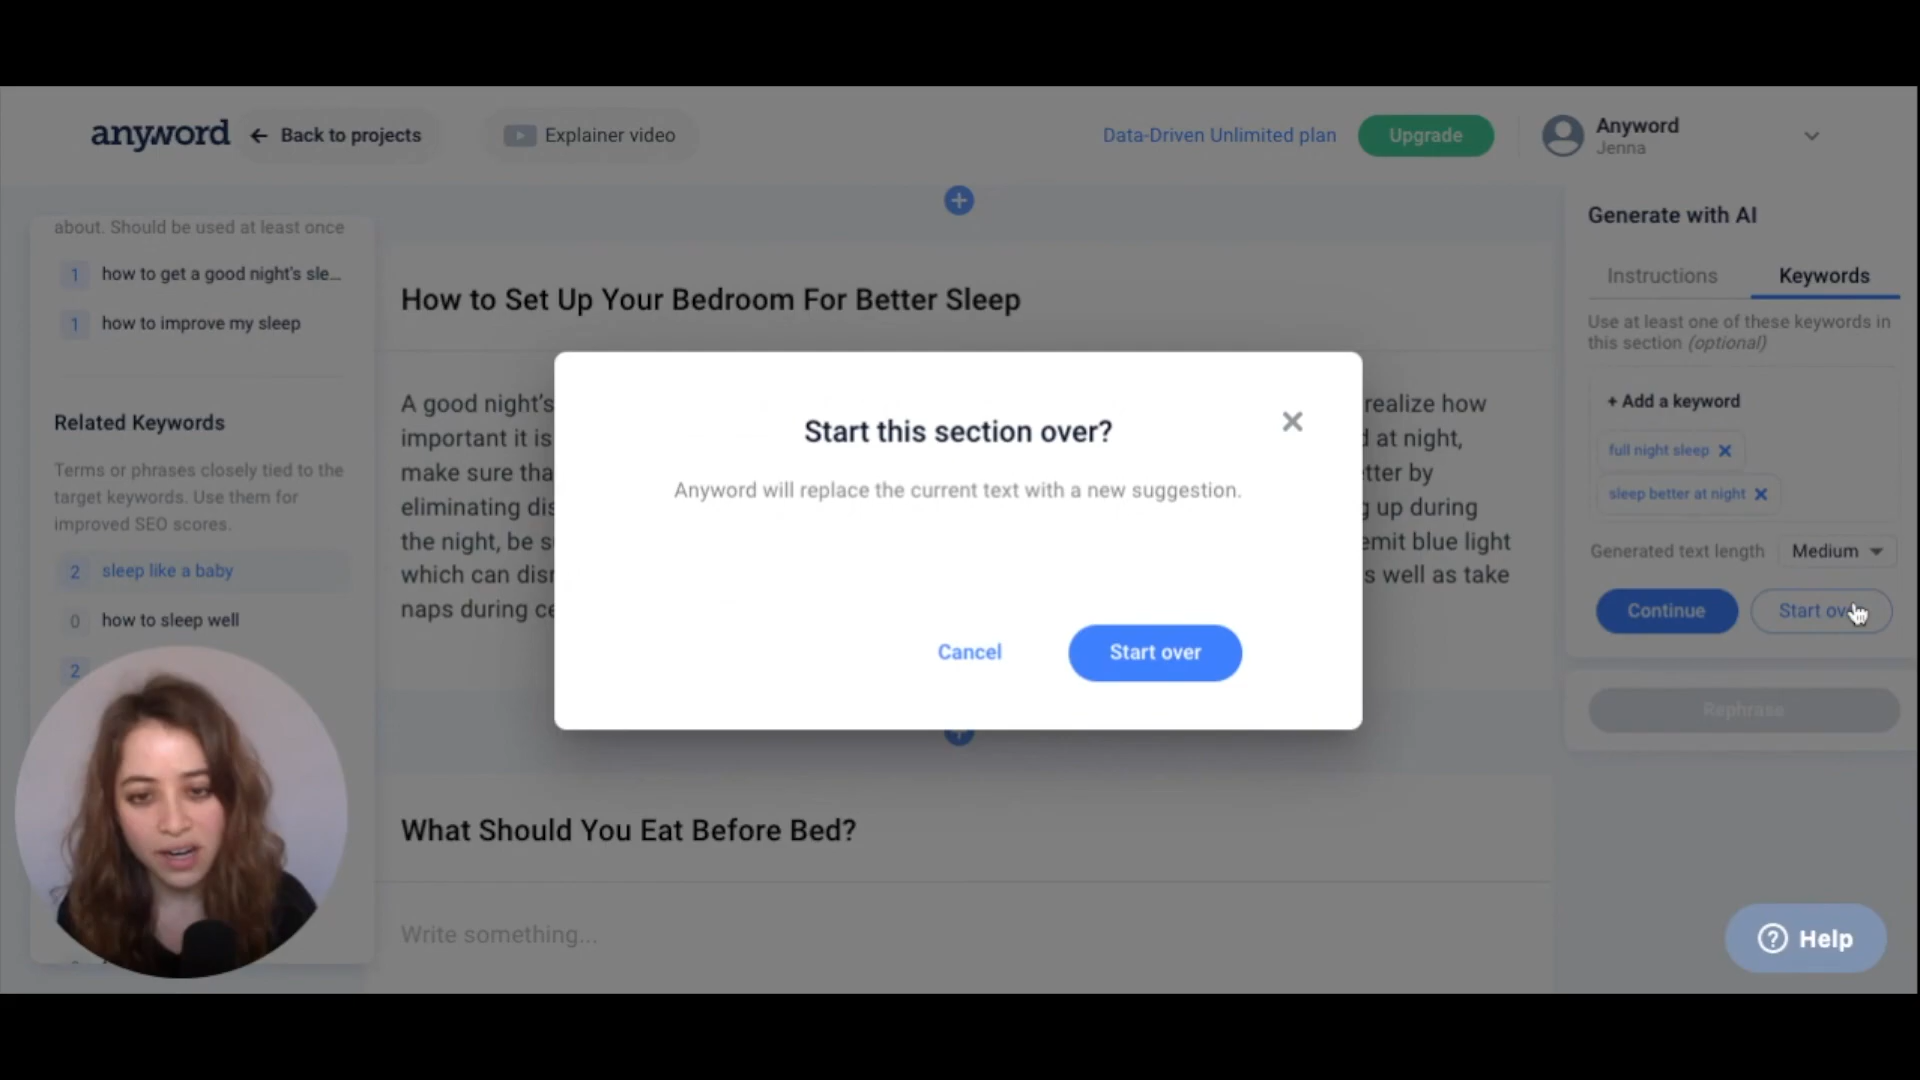 anyword
Back to projects
Explainer video
Data-Driven Unlimited plan
Upgrade
Anyword
Jenna
about. Should be used at least once
1 how to get a good night's sle...
1 how to improve my sleep
Related Keywords
Terms or phrases closely tied to the
target keywords. Use them for
improved SEO scores.
2 sleep like a baby
0 how to sleep well
2
How to Set Up Your Bedroom For Better Sleep
A good night's
realize how
important it is
at night,
make sure tha
tter by
eliminating dis
up during
the night, be s
emit blue light
which can disr
s well as take
naps during ce
Start this section over?
Anyword will replace the current text with a new suggestion.
Cancel
Start over
What Should You Eat Before Bed?
Write something...
Generate with AI
Instructions
Keywords
Use at least one of these keywords in
this section (optional)
+ Add a keyword
full night sleep
sleep better at night
Generated text length
Medium
Continue
Start ov
Rephrase
Help